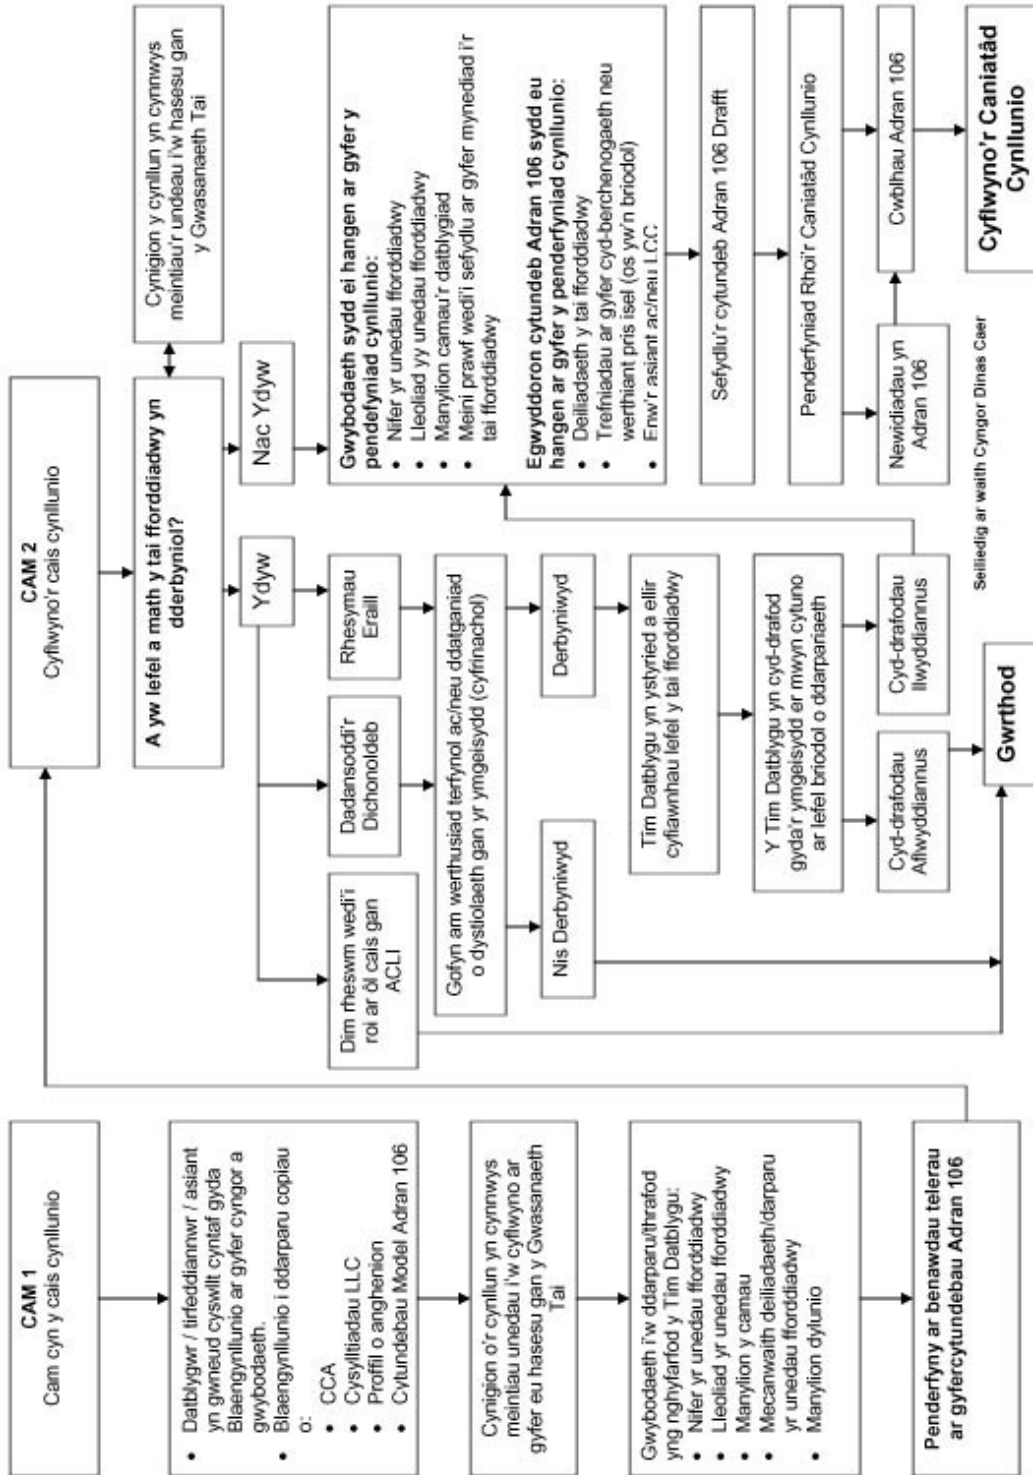 CAM 1
Cam cyn y cais cynllunio
• Datblygwr / tirfeddiannwr / asiant
yn gwneud cyswllt cyntaf gyda
Blaengynllunio ar gyfer cyngor a
gwybodaeth.
• Blaengynllunio i ddarparu copiau
o:
• CCA
• Cysylltiadau LLC
• Proffil o anghenion
• Cytundebau Model Adran 106
Cynigion o'r cynllun yn cynnwys
meintiau unedau i'w cyflwyno ar
gyfer eu hasesu gan y Gwasanaeth
Tai
Gwybodaeth i'w ddarparu/thrafod
yng nghyfarfod y Tîm Datblygu:
• Nifer yr unedau fforddiadwy
• Lleoliad yr unedau fforddiadwy
• Manylion y camau
• Mecanwaith deiliadaeth/darparu
yr unedau fforddiadwy
• Manylion dylunio
Penderfyny ar benawdau telerau
ar gyfercytundebau Adran 106
CAM 2
Cyflwyno'r cais cynllunio
A yw lefel a math y tai fforddiadwy yn
dderbyniol?
Cynigion y cynllun yn cynnwys
meintiau'r undeau i'w hasesu gan
y Gwasanaeth Tai
Ydyw
Nac Ydyw
Dim rheswm wedi'i
roi ar ôl cais gan
ACLI
Dadansoddi'r
Dichonoldeb
Rhesymau
Eraill
Gofyn am werthusiad terfynol ac/neu ddatganiad
o dystiolaeth gan yr ymgeisydd (cyfrinachol)
Nis Derbyniwyd
Derbyniwyd
Tîm Datblygu yn ystyried a ellir
cyfiawnhau lefel y tai fforddiadwy
Y Tîm Datblygu yn cyd-drafod
gyda'r ymgeisydd er mwyn cytuno
ar lefel briodol o ddarpariaeth
Cyd-drafodau
Aflwyddiannus
Cyd-drafodau
llwyddiannus
Gwrthod
Gwybodaeth sydd ei hangen ar gyfer y
pendefyniad cynllunio:
• Nifer yr unedau fforddiadwy
• Lleoliad yy unedau fforddiadwy
• Manylion camau'r datblygiad
• Meini prawf wedi'i sefydlu ar gyfer mynediad i'r
tai fforddiadwy
Egwyddoron cytundeb Adran 106 sydd eu
hangen ar gyfer y penderfyniad cynllunio:
• Deiliadaeth y tai fforddiadwy
• Trefniadau ar gyfer cyd-berchenogaeth neu
werthiant pris isel (os yw'n briodol)
• Enw'r asiant ac/neu LCC
Sefydlu'r cytundeb Adran 106 Drafft
Penderfyniad Rhoi'r Caniatâd Cynllunio
Newidiadau yn
Adran 106
Cwblhau Adran 106
Cyflwyno'r Caniatâd
Cynllunio
Seiliedig ar waith Cyngor Dinas Caer